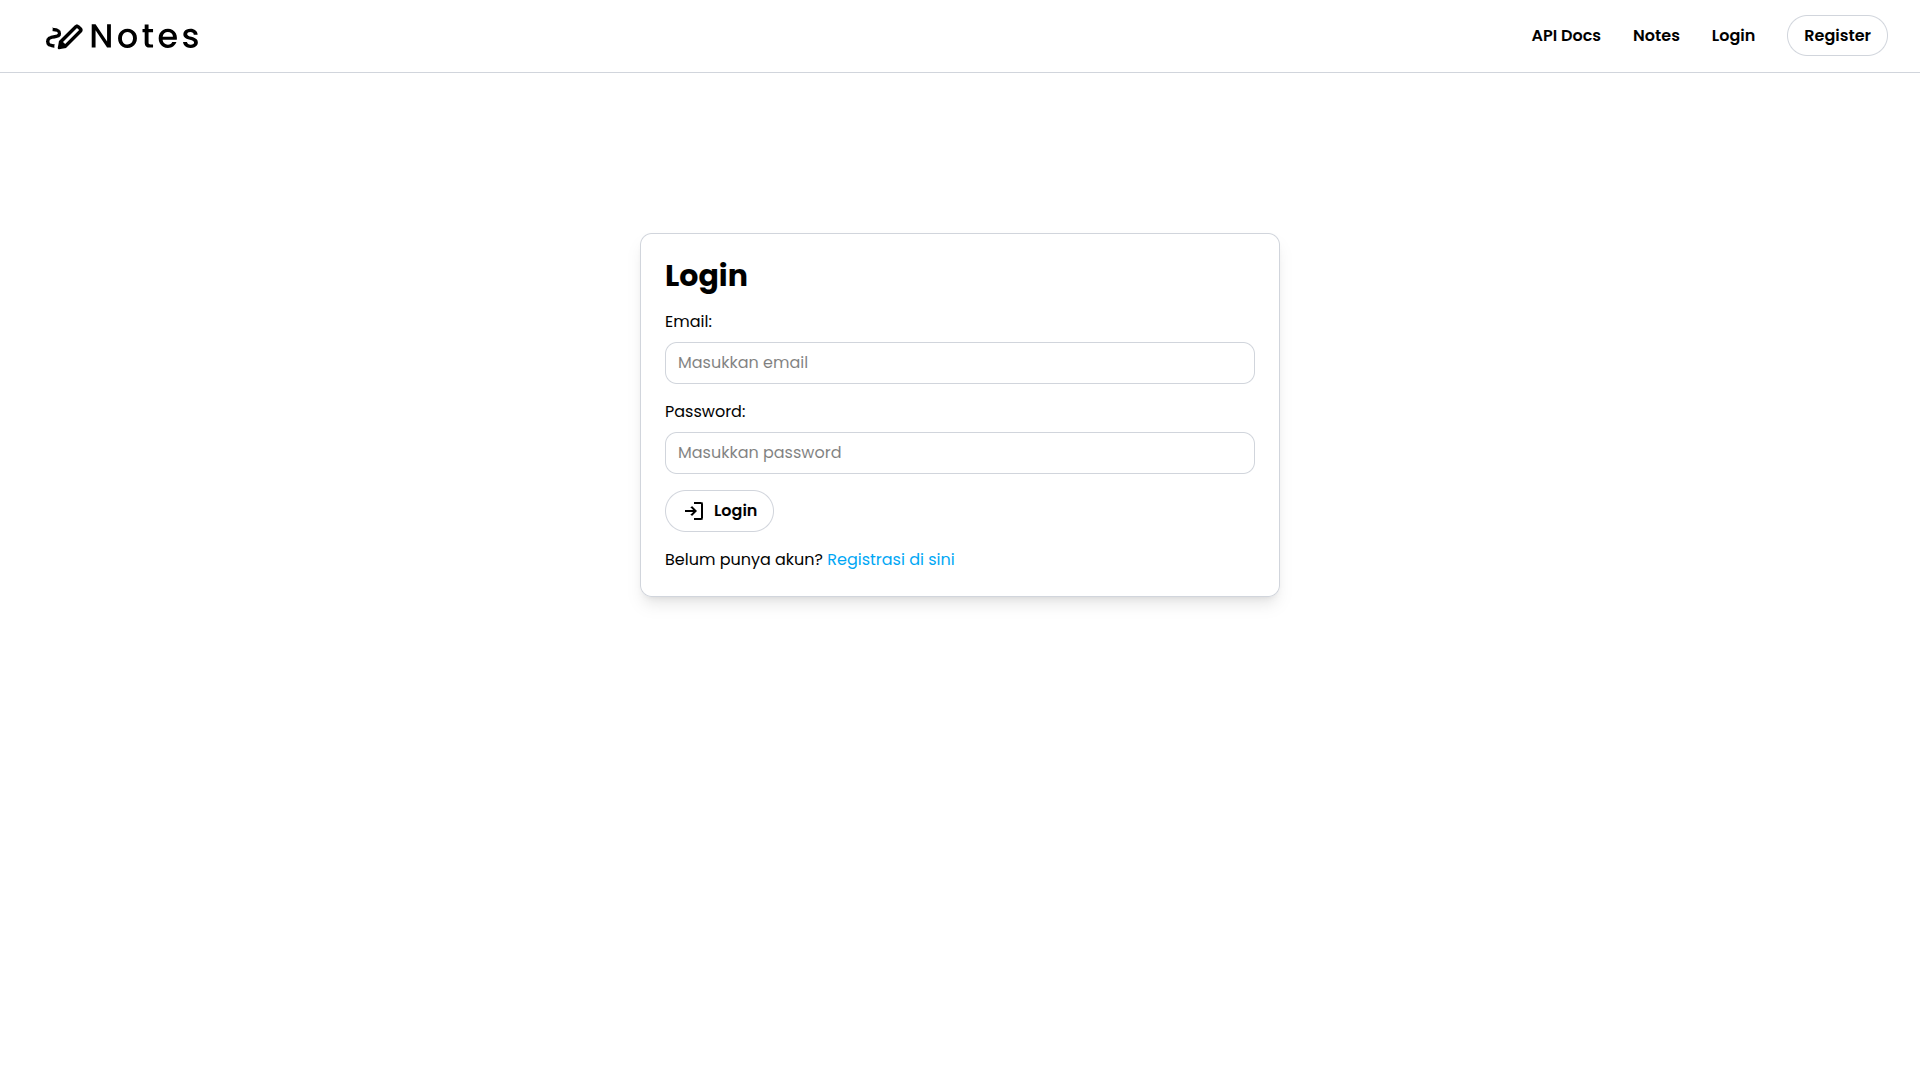 Notes
API Docs
Notes
Login
Register
Login
Email:
Masukkan email
Password:
Masukkan password
Login
Belum punya akun? Registrasi di sini